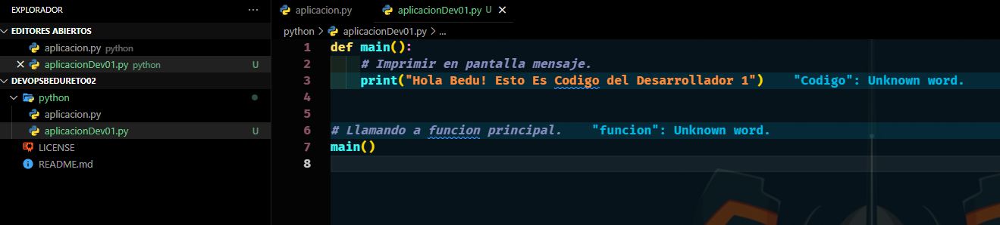 EXPLORADOR ···
EDITORES ABIERTOS
aplicacion.py python
aplicacionDev01.py python U
DEVOPSBEDURETO02
python
aplicacion.py
aplicacionDev01.py U
LICENSE
README.md
aplicacion.py aplicacionDev01.py U
python > aplicacionDev01.py > ...
1 def main():
2 # Imprimir en pantalla mensaje.
3 print("Hola Bedu! Esto Es Codigo del Desarrollador 1") "Codigo": Unknown word.
4
5
6 # Llamando a funcion principal. "funcion": Unknown word.
7 main()
8